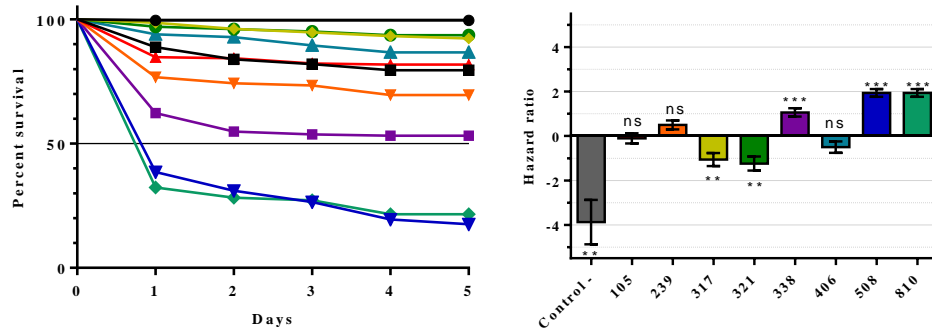 Percent survival
100
50
0
0 1 2 3 4 5
Days
Hazard ratio
4
2
0
-2
-4
**
ns
ns
**
**
***
ns
***
***
Control-
105
239
317
321
338
406
508
810